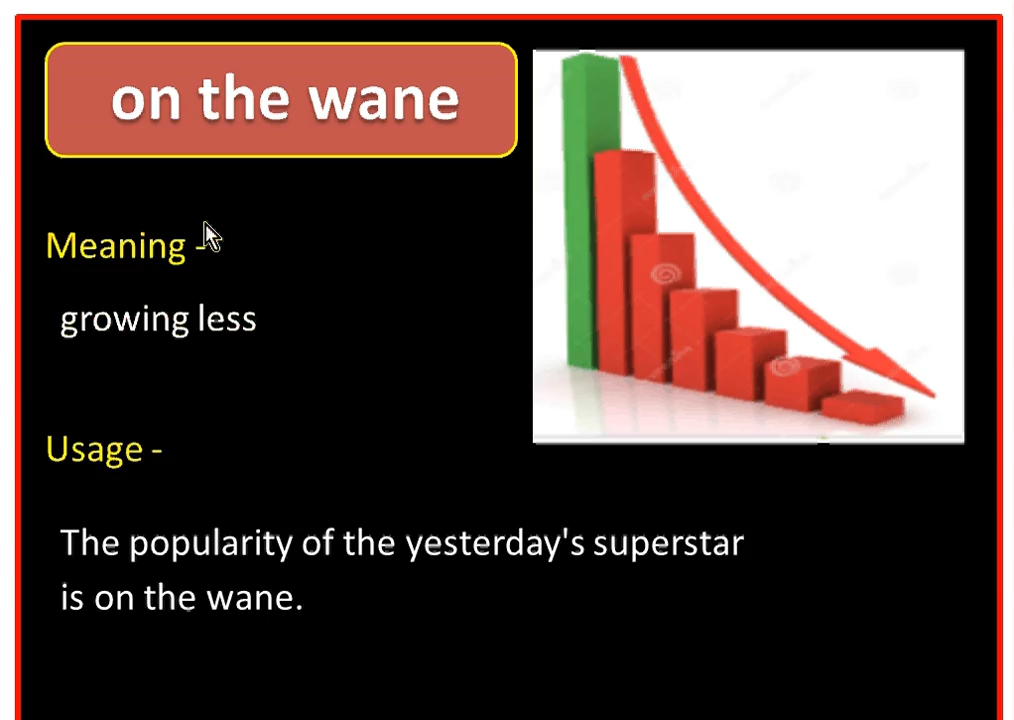 on the wane
Meaning -
growing less
Usage -
The popularity of the yesterday's superstar
is on the wane.